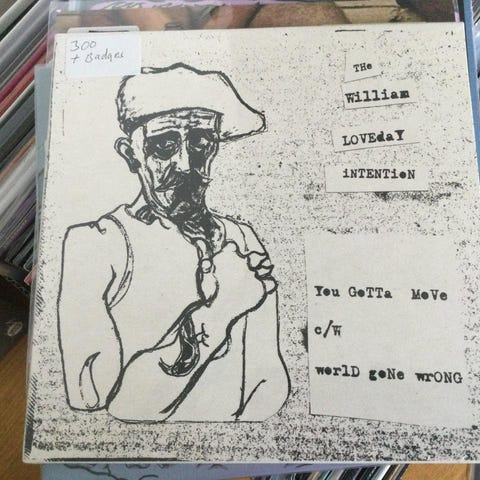 300
+ Badges
THe
William
LOVEdaY
iNTENTioN
You GoTTa MoVe
c/W
worlD goNe wrONG